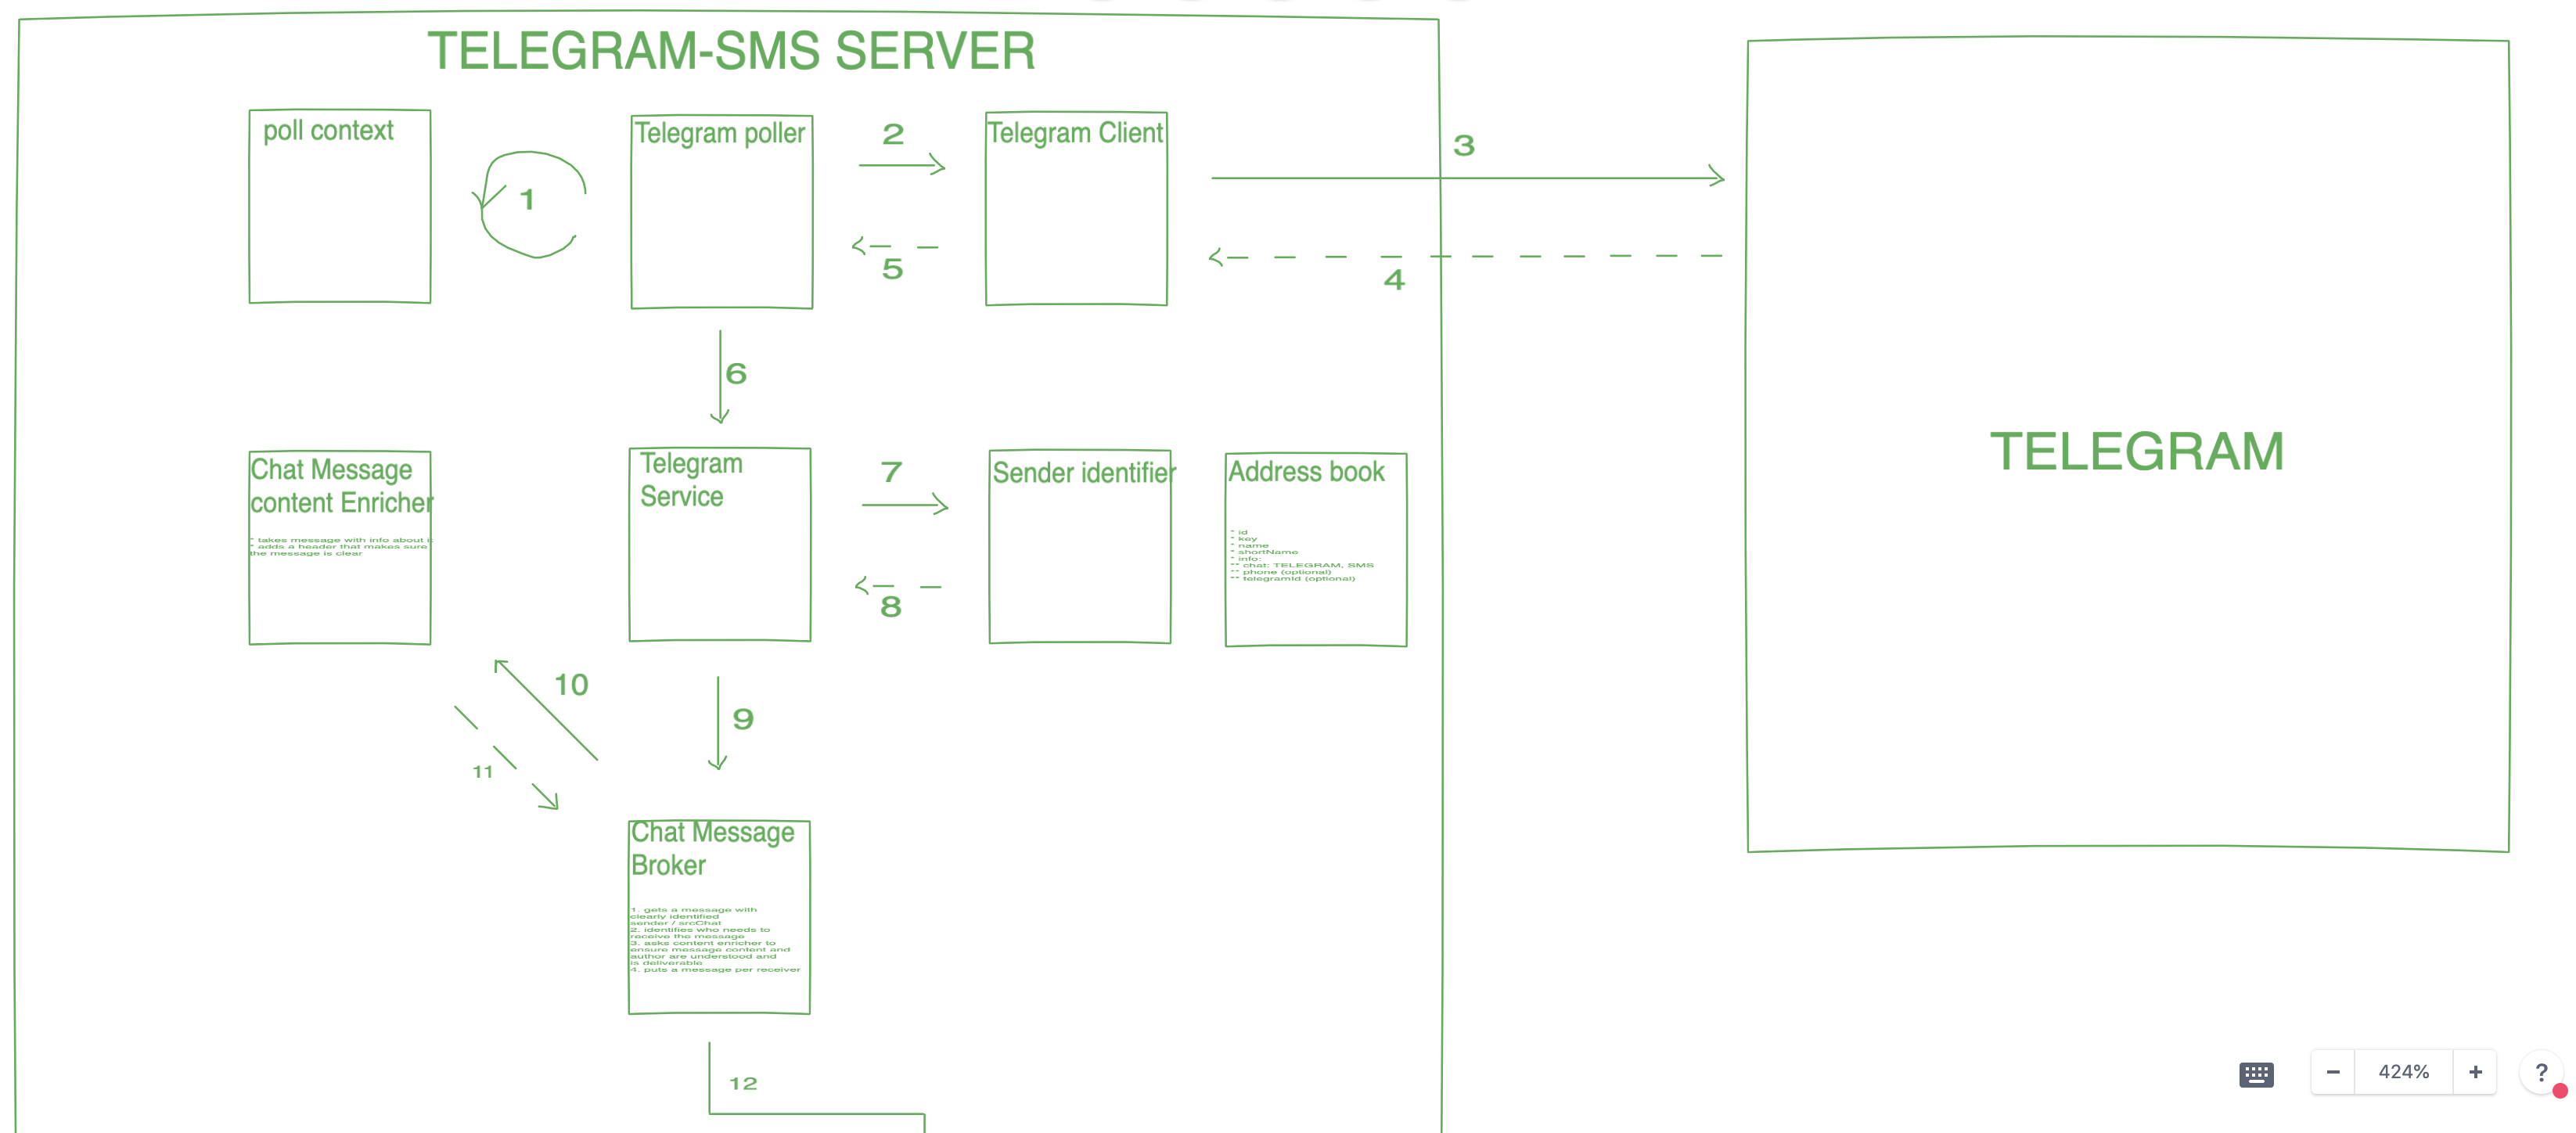 TELEGRAM-SMS SERVER
poll context
1
Telegram poller
2
5
Telegram Client
3
4
TELEGRAM
6
Chat Message
content Enricher
* takes message with info about it
* adds a header that makes sure
the message is clear
Telegram
Service
7
8
Sender identifier
Address book
* id
* key
* name
* shortName
* info:
** chat: TELEGRAM, SMS
** phone (optional)
** telegramId (optional)
10
11
9
Chat Message
Broker
1. gets a message with
clearly identified
sender / srcChat
2. identifies who needs to
receive the message
3. asks content enricher to
ensure message content and
author are understood and
is deliverable
4. puts a message per receiver
12
− 424% + ?